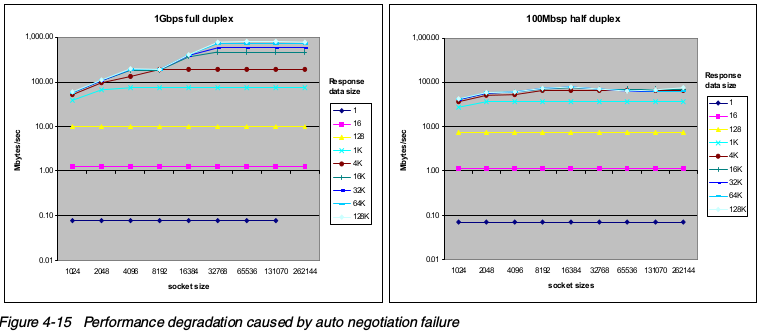 1Gbps full duplex
1,000.00
100.00
10.00
1.00
0.10
0.01
Mbytes/sec
1024 2048 4096 8192 16384 32768 65536 131070 262144
socket size
Response
data size
1
16
128
1K
4K
16K
32K
64K
128K
100Mbsp half duplex
1,000.00
10000
1000
1.00
0.10
0.01
Mbytes/sec
1024 2048 4096 8192 16384 32768 65536 131070 262144
socket sizes
Response
data size
1
16
128
1K
4K
16K
32K
64K
128K
Figure 4-15 Performance degradation caused by auto negotiation failure